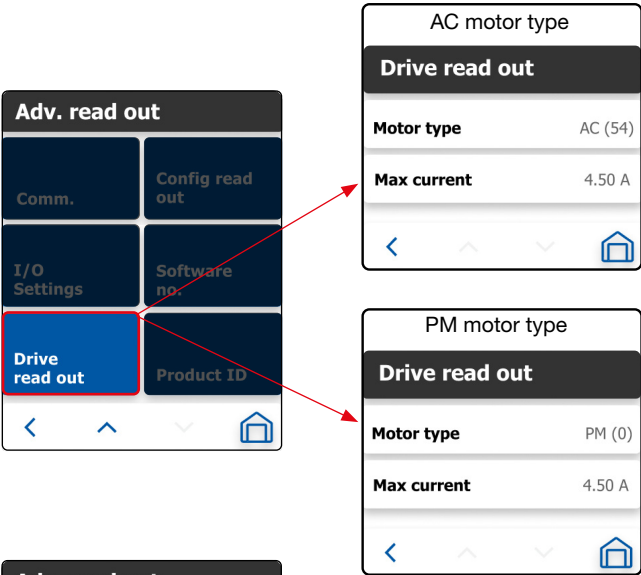 Adv. read out
Comm.
Config read
out
I/O
Settings
Software
no.
Drive
read out
Product ID
AC motor type
Drive read out
Motor type AC (54)
Max current 4.50 A
PM motor type
Drive read out
Motor type PM (0)
Max current 4.50 A